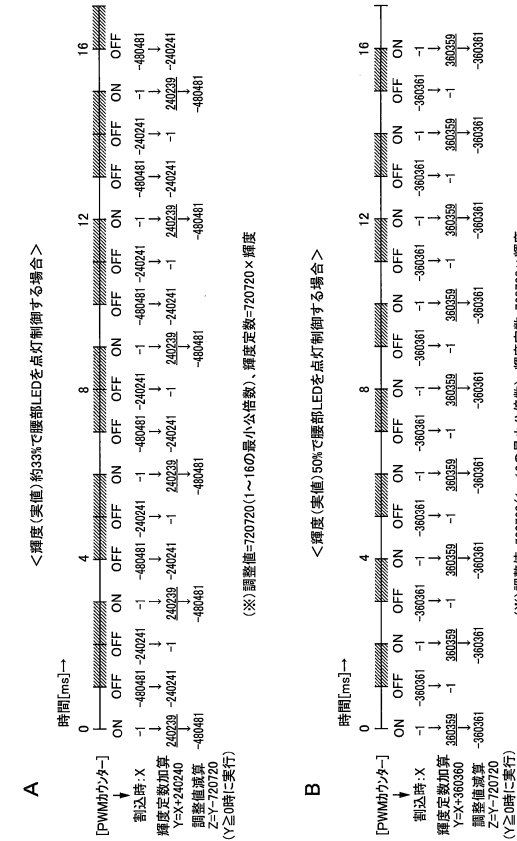 A
<輝度(実値)約33%で腰部LEDを点灯制御する場合>
時間[ms]→
0 4 8 12 16
[PWMカウンター] ON OFF OFF ON OFF OFF ON OFF OFF ON OFF OFF ON OFF OFF ON OFF
割込時:X -1 -480481 -240241 -1 -480481 -240241 -1 -480481 -240241 -1 -480481 -240241 -1 -480481 -240241 -1 -480481
輝度定数加算
Y=X+240240 240239 -240241 -1 240239 -240241 -1 240239 -240241 -1 240239 -240241 -1 240239 -240241 -1 240239 -240241
調整値減算
Z=Y-720720 -480481 -480481 -480481 -480481 -480481 -480481
(Y≧0時に実行)
(※)調整値=720720(1~16の最小公倍数)、輝度定数=720720×輝度
B
<輝度(実値)50%で腰部LEDを点灯制御する場合>
時間[ms]→
0 4 8 12 16
[PWMカウンター] ON OFF ON OFF ON OFF ON OFF ON OFF ON OFF ON OFF ON OFF ON
割込時:X -1 -360361 -1 -360361 -1 -360361 -1 -360361 -1 -360361 -1 -360361 -1 -360361 -1 -360361 -1
輝度定数加算
Y=X+360360 360359 -1 360359 -1 360359 -1 360359 -1 360359 -1 360359 -1 360359 -1 360359 -1 360359
調整値減算
Z=Y-720720 -360361 -360361 -360361 -360361 -360361 -360361 -360361 -360361 -360361
(Y≧0時に実行)